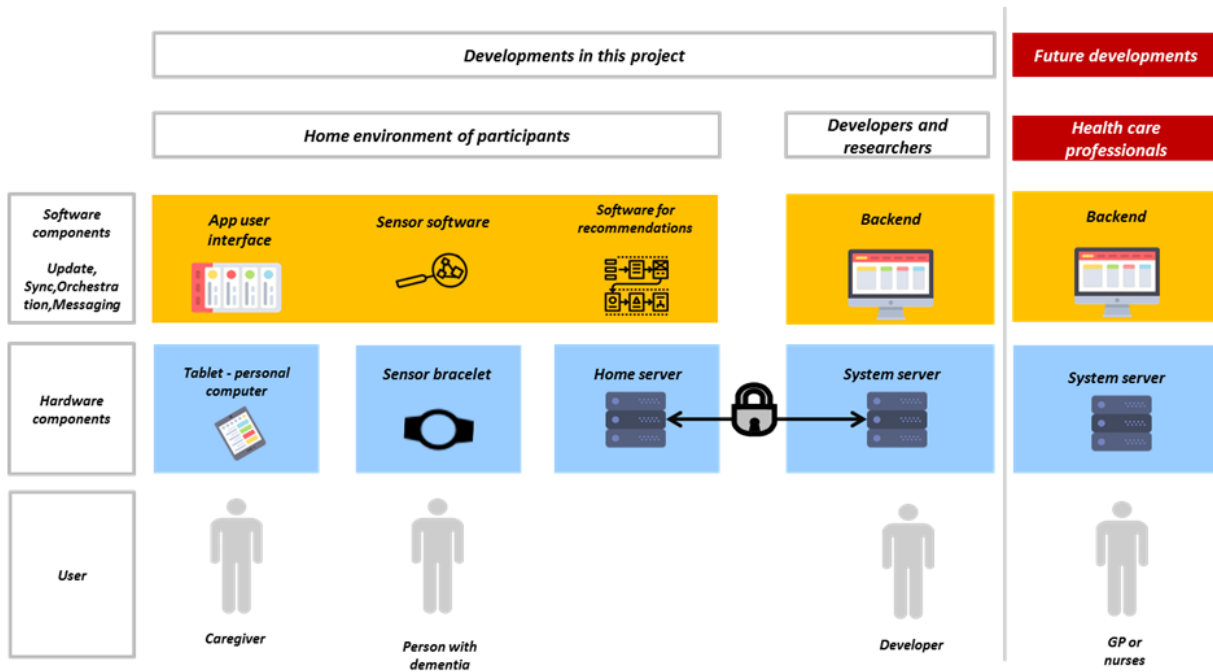 Developments in this project
Future developments
Home environment of participants
Developers and
researchers
Health care
professionals
Software
components
Update,
Sync,Orchestra
tion,Messaging
App user
interface
Sensor software
Software for
recommendations
Backend
Backend
Hardware
components
Tablet - personal
computer
Sensor bracelet
Home server
System server
System server
User
Caregiver
Person with
dementia
Developer
GP or
nurses